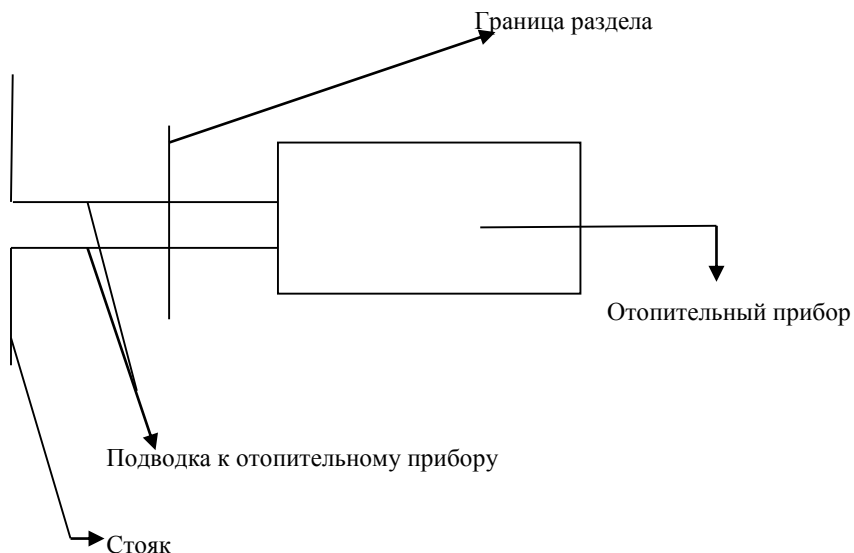 Граница раздела
Отопительный прибор
Подводка к отопительному прибору
Стояк